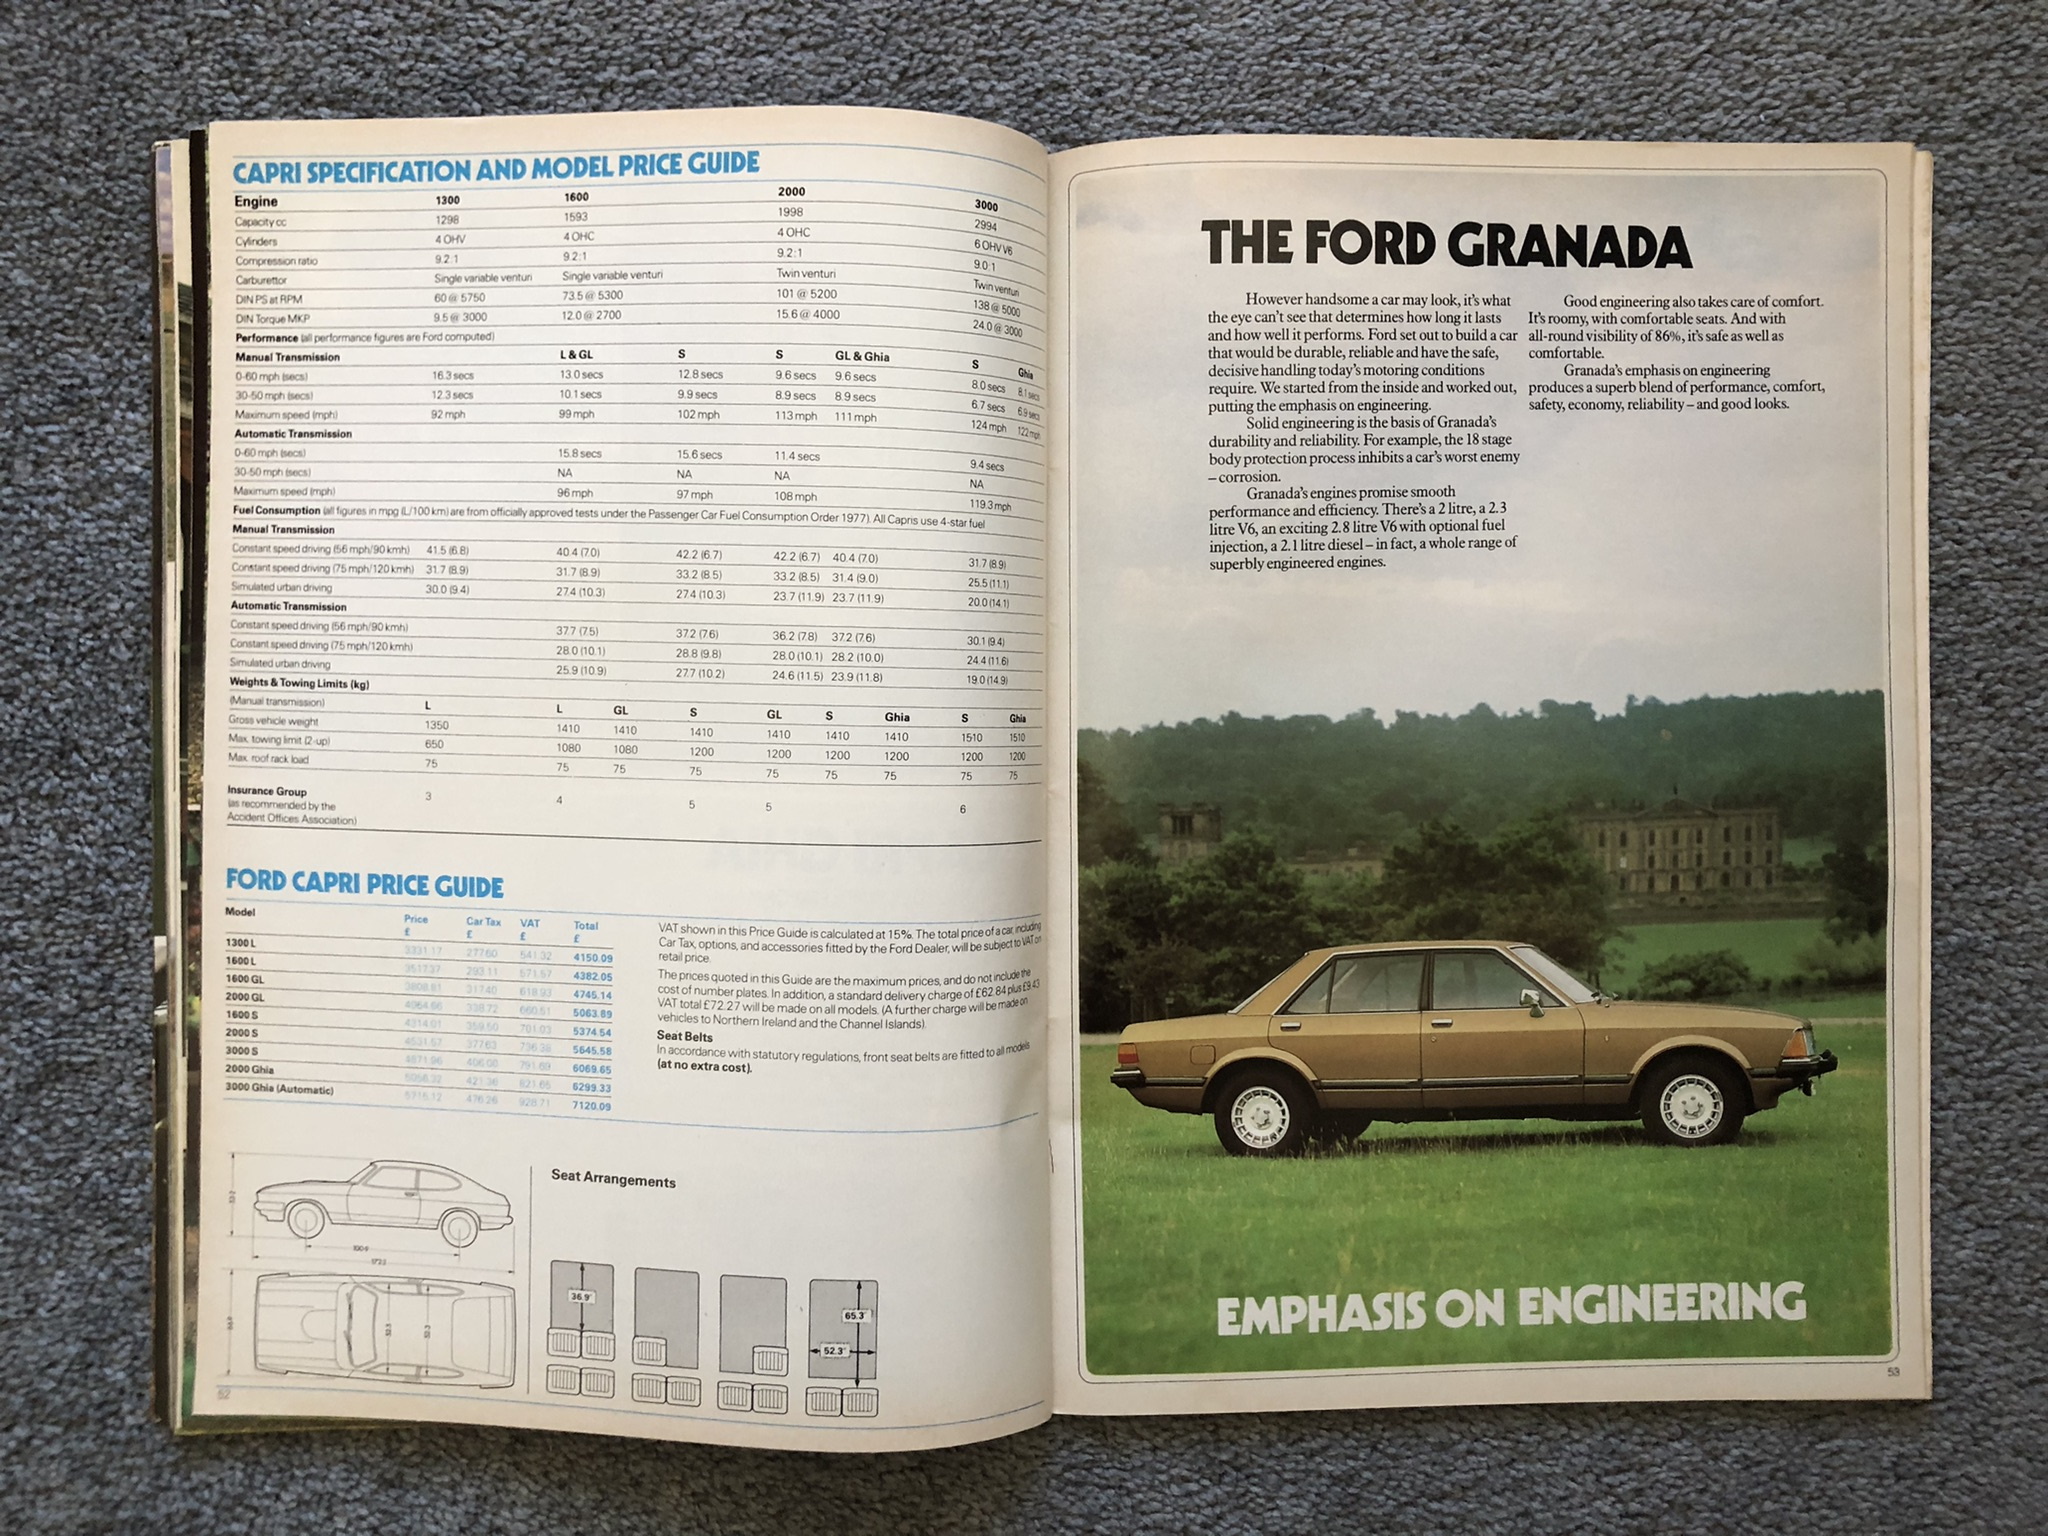 CAPRI SPECIFICATION AND MODEL PRICE GUIDE
Engine 1300 1600 2000 3000
Capacity cc 1298 1593 1998 2994
Cylinders 4 OHV 4 OHC 4 OHC 6 OHV V6
Compression ratio 9.2:1 9.2:1 9.2:1 9.0:1
Carburettor Single variable venturi Single variable venturi Twin venturi Twin venturi
DIN PS at RPM 60 @ 5750 73.5 @ 5300 101 @ 5200 138 @ 5000
DIN Torque MKP 9.5 @ 3000 12.0 @ 2700 15.6 @ 4000 24.0 @ 3000
Performance (all performance figures are Ford computed)
Manual Transmission L & GL S S GL & Ghia S Ghia
0-60 mph (secs) 16.3 secs 13.0 secs 12.8 secs 9.6 secs 9.6 secs 8.0 secs 8.1 secs
30-50 mph (secs) 12.3 secs 10.1 secs 9.9 secs 8.9 secs 8.9 secs 6.7 secs 6.9 secs
Maximum speed (mph) 92 mph 99 mph 102 mph 113 mph 111 mph 124 mph 122 mph
Automatic Transmission
0-60 mph (secs) 15.8 secs 15.6 secs 11.4 secs 9.4 secs
30-50 mph (secs) NA NA NA NA
Maximum speed (mph) 96 mph 97 mph 108 mph 119.3 mph
Fuel Consumption (all figures in mpg (L/100 km) are from officially approved tests under the Passenger Car Fuel Consumption Order 1977). All Capris use 4-star fuel
Manual Transmission
Constant speed driving (56 mph/90 kmh) 41.5 (6.8) 40.4 (7.0) 42.2 (6.7) 42.2 (6.7) 40.4 (7.0) 31.7 (8.9)
Constant speed driving (75 mph/120 kmh) 31.7 (8.9) 31.7 (8.9) 33.2 (8.5) 33.2 (8.5) 31.4 (9.0) 25.5 (11.1)
Simulated urban driving 30.0 (9.4) 27.4 (10.3) 27.4 (10.3) 23.7 (11.9) 23.7 (11.9) 20.0 (14.1)
Automatic Transmission
Constant speed driving (56 mph/90 kmh) 37.7 (7.5) 37.2 (7.6) 36.2 (7.8) 37.2 (7.6) 30.1 (9.4)
Constant speed driving (75 mph/120 kmh) 28.0 (10.1) 28.8 (9.8) 28.0 (10.1) 28.2 (10.0) 24.4 (11.6)
Simulated urban driving 25.9 (10.9) 27.7 (10.2) 24.6 (11.5) 23.9 (11.8) 19.0 (14.9)
Weights & Towing Limits (kg)
(Manual transmission) L L GL S GL S Ghia S Ghia
Gross vehicle weight 1350 1410 1410 1410 1410 1410 1410 1510 1510
Max. towing limit (2-up) 650 1080 1080 1200 1200 1200 1200 1200 1200
Max. roof rack load 75 75 75 75 75 75 75 75 75
Insurance Group 3 4 5 5 6
(as recommended by the
Accident Offices Association)
FORD CAPRI PRICE GUIDE
Model Price Car Tax VAT Total
£ £ £ £
1300 L 4150.09
1600 L 4382.05
1600 GL 4745.14
2000 GL 5063.89
1600 S 5374.54
2000 S 5645.58
3000 S 6069.65
2000 Ghia 6299.33
3000 Ghia (Automatic) 7120.09
VAT shown in this Price Guide is calculated at 15%. The total price of a car, including
Car Tax, options, and accessories fitted by the Ford Dealer, will be subject to VAT on
retail price.
The prices quoted in this Guide are the maximum prices, and do not include the
cost of number plates. In addition, a standard delivery charge of £62.84 plus £9.43
VAT total £72.27 will be made on all models. (A further charge will be made on
vehicles to Northern Ireland and the Channel Islands).
Seat Belts
In accordance with statutory regulations, front seat belts are fitted to all models
(at no extra cost).
100.9
Seat Arrangements
36.9"
65.3"
52.3"
52
THE FORD GRANADA
However handsome a car may look, it's what
the eye can't see that determines how long it lasts
and how well it performs. Ford set out to build a car
that would be durable, reliable and have the safe,
decisive handling today's motoring conditions
require. We started from the inside and worked out,
putting the emphasis on engineering.
Solid engineering is the basis of Granada's
durability and reliability. For example, the 18 stage
body protection process inhibits a car's worst enemy
– corrosion.
Granada's engines promise smooth
performance and efficiency. There's a 2 litre, a 2.3
litre V6, an exciting 2.8 litre V6 with optional fuel
injection, a 2.1 litre diesel – in fact, a whole range of
superbly engineered engines.
Good engineering also takes care of comfort.
It's roomy, with comfortable seats. And with
all-round visibility of 86%, it's safe as well as
comfortable.
Granada's emphasis on engineering
produces a superb blend of performance, comfort,
safety, economy, reliability – and good looks.
EMPHASIS ON ENGINEERING
53